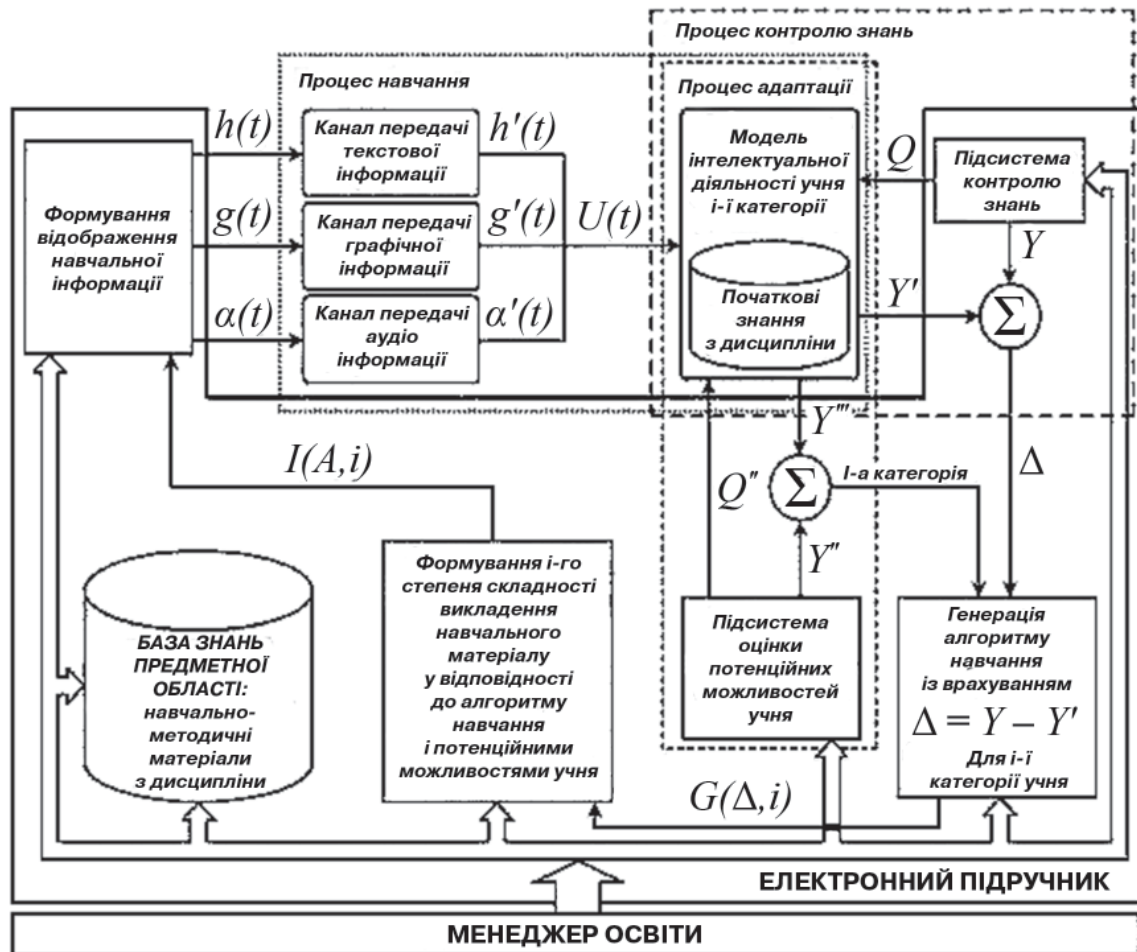 Процес контролю знань
Процес навчання
Процес адаптації
h(t)
Канал передачі
текстової
інформації
h'(t)
Модель
інтелектуальної
діяльності учня
і-ї категорії
Q
Підсистема
контролю
знань
Формування
відображення
навчальної
інформації
g(t)
Канал передачі
графічної
інформації
g'(t)
U(t)
Y
α(t)
Канал передачі
аудіо
інформації
α'(t)
Початкові
знання
з дисципліни
Y'
Σ
Y'''
I(A,i)
Q''
Σ
І-а категорія
Δ
Y''
БАЗА ЗНАНЬ
ПРЕДМЕТНОЇ
ОБЛАСТІ:
навчально-
методичні
матеріали
з дисципліни
Формування і-го
степеня складності
викладення
навчального
матеріалу
у відповідності
до алгоритму
навчання
і потенційними
можливостями учня
Підсистема
оцінки
потенційних
можливостей
учня
Генерація
алгоритму
навчання
із врахуванням
Δ = Y – Y'
Для і-ї
категорії учня
G(Δ,i)
ЕЛЕКТРОННИЙ ПІДРУЧНИК
МЕНЕДЖЕР ОСВІТИ